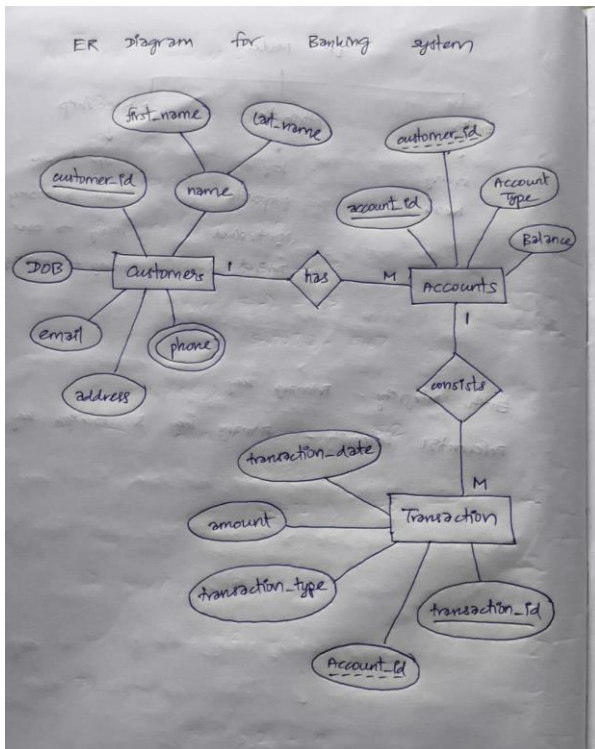 ER Diagram for Banking system
first_name
last_name
customer_id
customer_id
name
account_id
Account Type
Balance
DOB
Customers
1
has
M
Accounts
email
phone
1
address
consists
transaction_date
M
amount
Transaction
transaction_type
transaction_id
Account_id